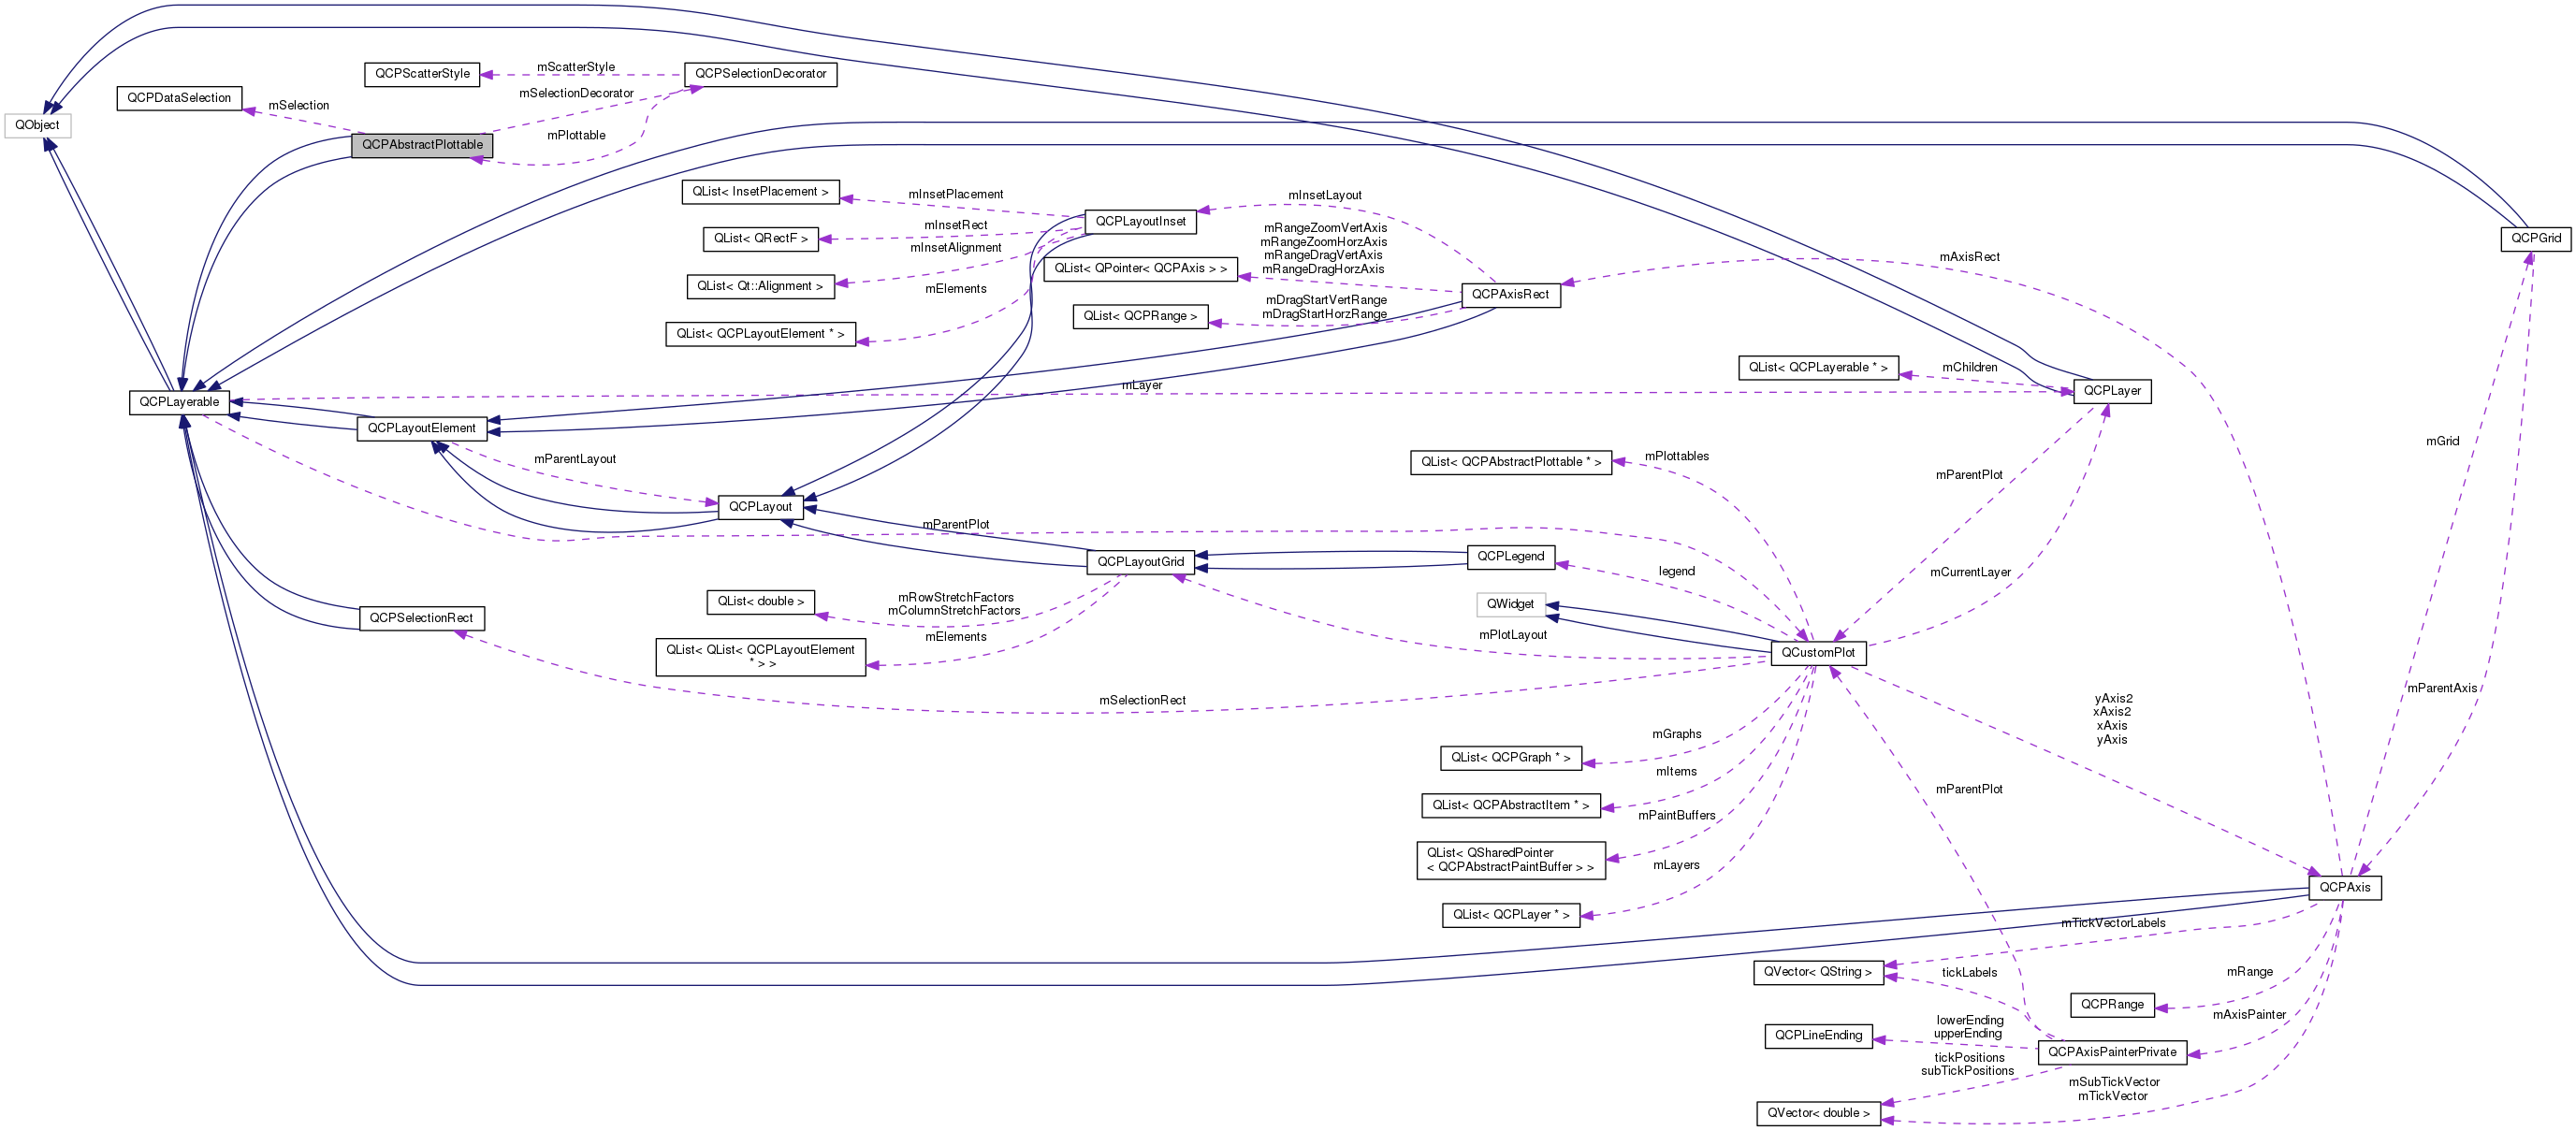 QCPScatterStyle
mScatterStyle
QCPSelectionDecorator
QCPDataSelection
mSelection
mSelectionDecorator
QObject
QCPAbstractPlottable
mPlottable
QList< InsetPlacement >
mInsetPlacement
mInsetLayout
QCPLayoutInset
QList< QRectF >
mInsetRect
mInsetAlignment
mRangeZoomVertAxis
mRangeZoomHorzAxis
mRangeDragVertAxis
mRangeDragHorzAxis
QCPGrid
mAxisRect
QList< Qt::Alignment >
QList< QPointer< QCPAxis > >
mElements
QCPAxisRect
QList< QCPLayoutElement * >
QList< QCPRange >
mDragStartVertRange
mDragStartHorzRange
QList< QCPLayerable * >
mChildren
QCPLayerable
mLayer
QCPLayer
QCPLayoutElement
mParentLayout
QCPLayout
QList< QCPAbstractPlottable * >
mPlottables
mParentPlot
mGrid
mParentPlot
QCPLayoutGrid
QCPLegend
legend
mCurrentLayer
QList< double >
mRowStretchFactors
mColumnStretchFactors
QWidget
QCPSelectionRect
mElements
mPlotLayout
QList< QList< QCPLayoutElement
* > >
QCustomPlot
mSelectionRect
mParentAxis
yAxis2
xAxis2
xAxis
yAxis
mGraphs
QList< QCPGraph * >
mItems
QList< QCPAbstractItem * >
mParentPlot
mPaintBuffers
QList< QSharedPointer
< QCPAbstractPaintBuffer > >
mLayers
QCPAxis
QList< QCPLayer * >
mTickVectorLabels
QVector< QString >
tickLabels
mRange
QCPRange
mAxisPainter
QCPLineEnding
lowerEnding
upperEnding
QCPAxisPainterPrivate
tickPositions
subTickPositions
mSubTickVector
mTickVector
QVector< double >